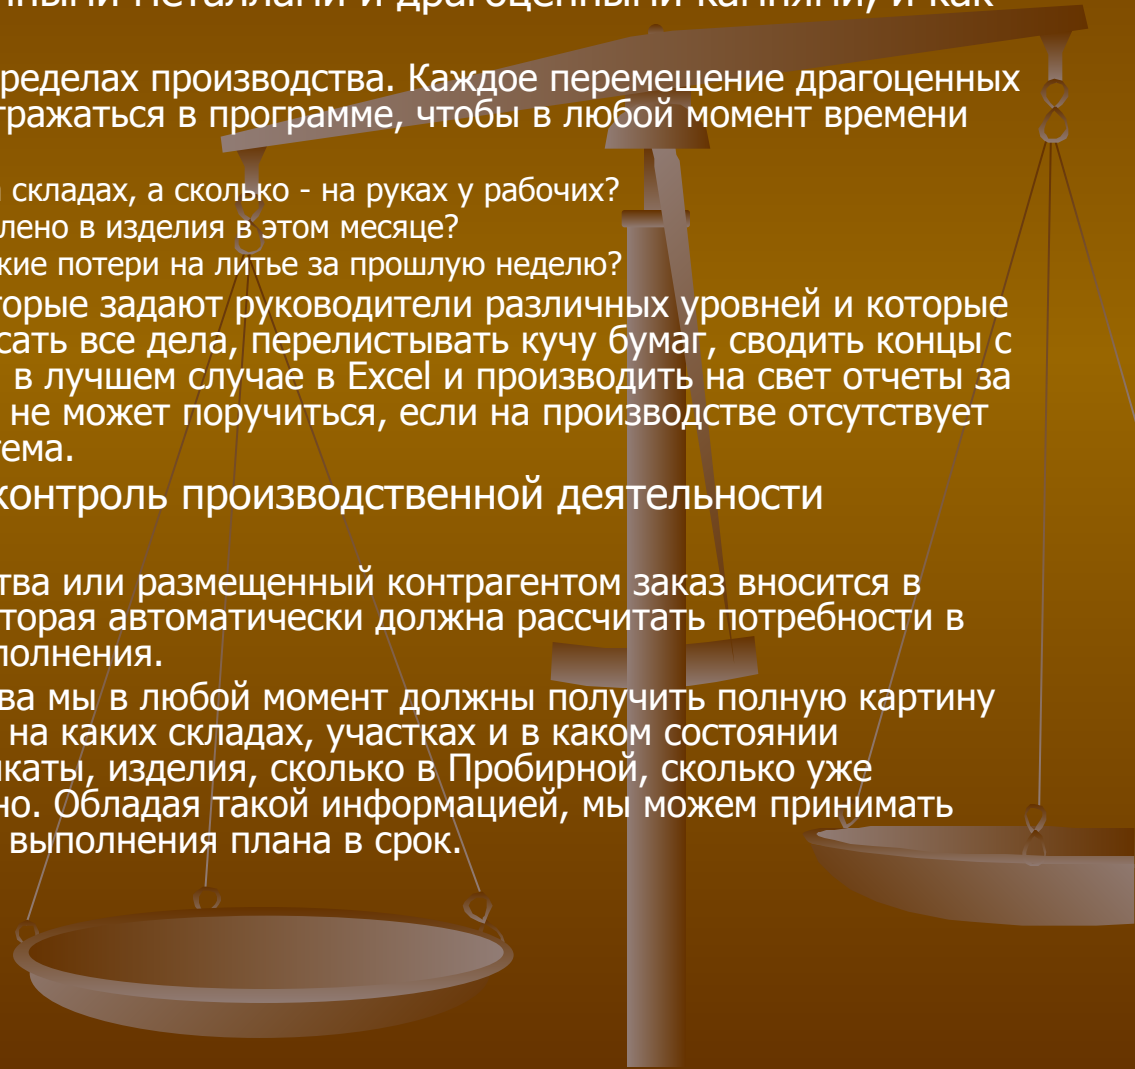 нными металлами и драгоценными камнями, и как
ределах производства. Каждое перемещение драгоценных
тражаться в программе, чтобы в любой момент времени
складах, а сколько - на руках у рабочих?
лено в изделия в этом месяце?
кие потери на литье за прошлую неделю?
торые задают руководители различных уровней и которые
сать все дела, перелистывать кучу бумаг, сводить концы с
в лучшем случае в Excel и производить на свет отчеты за
не может поручиться, если на производстве отсутствует
тема.
контроль производственной деятельности
тва или размещенный контрагентом заказ вносится в
торая автоматически должна рассчитать потребности в
полнения.
ва мы в любой момент должны получить полную картину
на каких складах, участках и в каком состоянии
икаты, изделия, сколько в Пробирной, сколько уже
но. Обладая такой информацией, мы можем принимать
выполнения плана в срок.